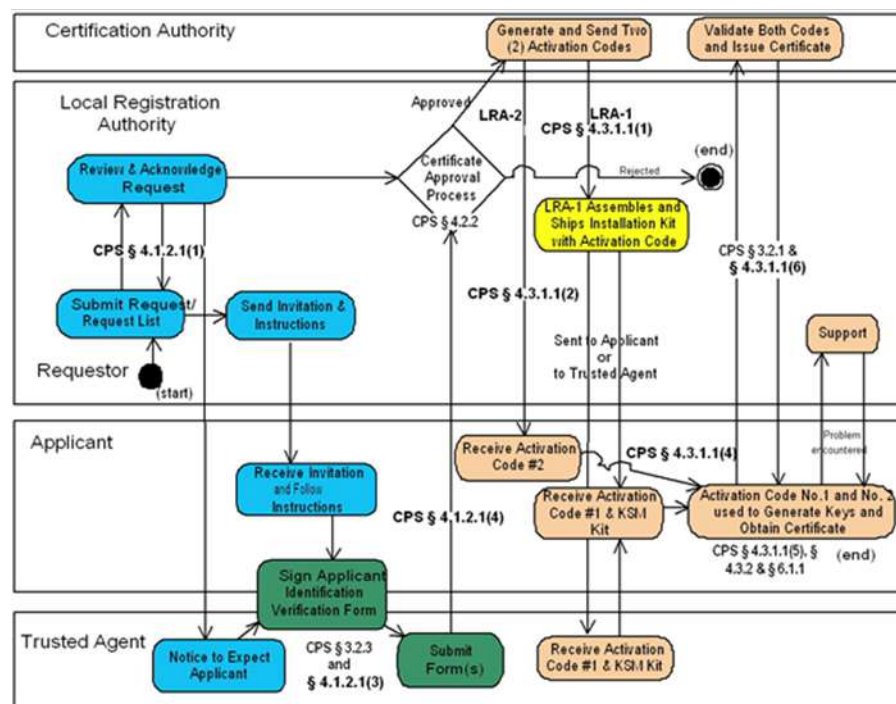 Certification Authority
Generate and Send Two
(2) Activation Codes
Validate Both Codes
and Issue Certificate
Local Registration
Authority
Approved
LRA-2
LRA-1
CPS § 4.3.1.1(1)
(end)
Review & Acknowledge
Request
Certificate
Approval
Process
Rejected
CPS § 4.2.2
LRA-1 Assembles and
Ships Installation Kit
with Activation Code
CPS § 4.1.2.1(1)
CPS § 3.2.1 &
§ 4.3.1.1(6)
Submit Request/
Request List
Send Invitation &
Instructions
CPS § 4.3.1.1(2)
Support
Sent to Applicant
or
to Trusted Agent
Requestor
(start)
Applicant
Receive Activation
Code #2
CPS § 4.3.1.1(4)
Problem
encountered
Receive Invitation
and Follow
Instructions
CPS § 4.1.2.1(4)
Receive Activation
Code #1 & KSM
Kit
Activation Code No.1 and No. 2
used to Generate Keys and
Obtain Certificate
CPS § 4.3.1.1(5), §
4.3.2 & § 6.1.1
(end)
Sign Applicant
Identification
Verification Form
Trusted Agent
Notice to Expect
Applicant
CPS § 3.2.3
and
§ 4.1.2.1(3)
Submit
Form(s)
Receive Activation
Code #1 & KSM Kit